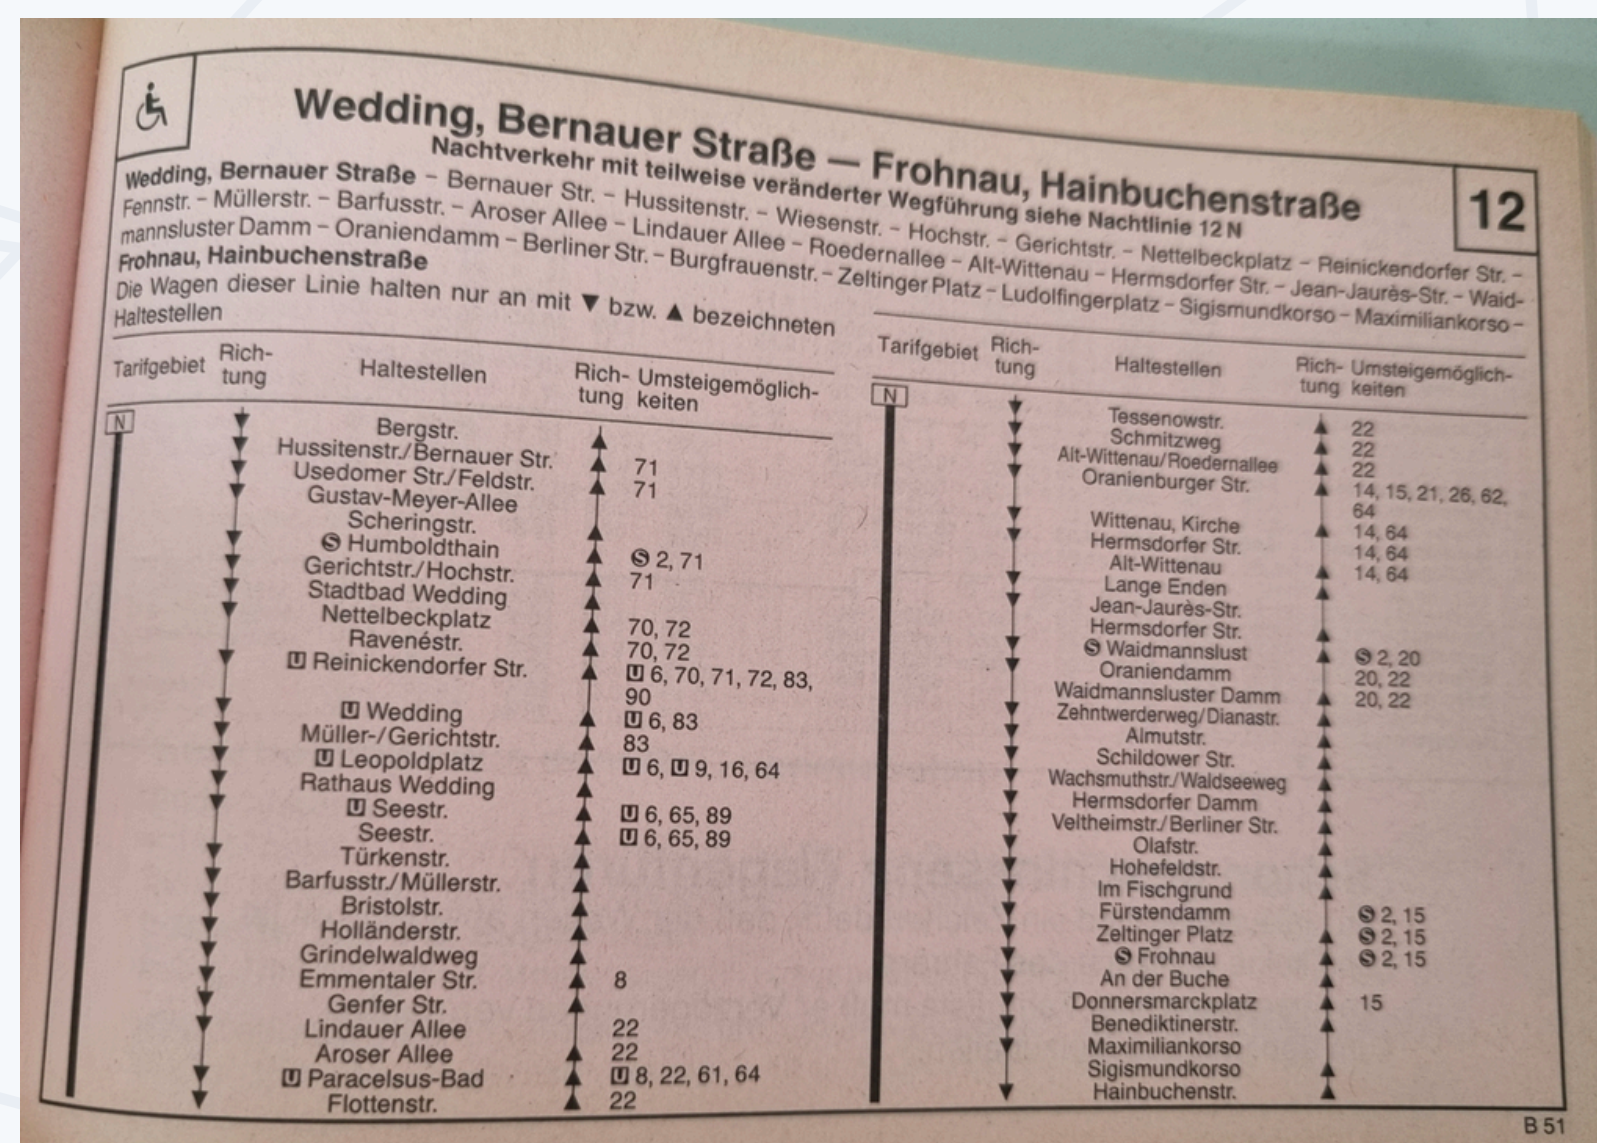 Wedding, Bernauer Straße — Frohnau, Hainbuchenstraße
12
Nachtverkehr mit teilweise veränderter Wegführung siehe Nachtlinie 12 N
Wedding, Bernauer Straße – Bernauer Str. – Hussitenstr. – Wiesenstr. – Hochstr. – Gerichtstr. – Nettelbeckplatz – Reinickendorfer Str. –
Fennstr. – Müllerstr. – Barfusstr. – Aroser Allee – Lindauer Allee – Roedernallee – Alt-Wittenau – Hermsdorfer Str. – Jean-Jaurès-Str. – Waid-
mannsluster Damm – Oraniendamm – Berliner Str. – Burgfrauenstr. – Zeltinger Platz – Ludolfingerplatz – Sigismundkorso – Maximiliankorso –
Frohnau, Hainbuchenstraße
Die Wagen dieser Linie halten nur an mit ▼ bzw. ▲ bezeichneten
Haltestellen
Tarifgebiet Rich- Haltestellen Rich- Umsteigemöglich-
tung tung keiten
N
Bergstr.
Hussitenstr./Bernauer Str. 71
Usedomer Str./Feldstr. 71
Gustav-Meyer-Allee
Scheringstr.
S Humboldthain S 2, 71
Gerichtstr./Hochstr. 71
Stadtbad Wedding
Nettelbeckplatz 70, 72
Ravenéstr. 70, 72
U Reinickendorfer Str. U 6, 70, 71, 72, 83,
90
U Wedding U 6, 83
Müller-/Gerichtstr. 83
U Leopoldplatz U 6, U 9, 16, 64
Rathaus Wedding
U Seestr. U 6, 65, 89
Seestr. U 6, 65, 89
Türkenstr.
Barfusstr./Müllerstr.
Bristolstr.
Holländerstr.
Grindelwaldweg
Emmentaler Str. 8
Genfer Str.
Lindauer Allee 22
Aroser Allee 22
U Paracelsus-Bad U 8, 22, 61, 64
Flottenstr. 22
Tarifgebiet Rich- Haltestellen Rich- Umsteigemöglich-
tung tung keiten
N
Tessenowstr. 22
Schmitzweg 22
Alt-Wittenau/Roedernallee 22
Oranienburger Str. 14, 15, 21, 26, 62,
64
Wittenau, Kirche 14, 64
Hermsdorfer Str. 14, 64
Alt-Wittenau 14, 64
Lange Enden
Jean-Jaurès-Str.
Hermsdorfer Str.
S Waidmannslust S 2, 20
Oraniendamm 20, 22
Waidmannsluster Damm 20, 22
Zehntwerderweg/Dianastr.
Almutstr.
Schildower Str.
Wachsmuthstr./Waldseeweg
Hermsdorfer Damm
Veltheimstr./Berliner Str.
Olafstr.
Hohefeldstr.
Im Fischgrund
Fürstendamm S 2, 15
Zeltinger Platz S 2, 15
S Frohnau S 2, 15
An der Buche
Donnersmarckplatz 15
Benediktinerstr.
Maximiliankorso
Sigismundkorso
Hainbuchenstr.
B 51